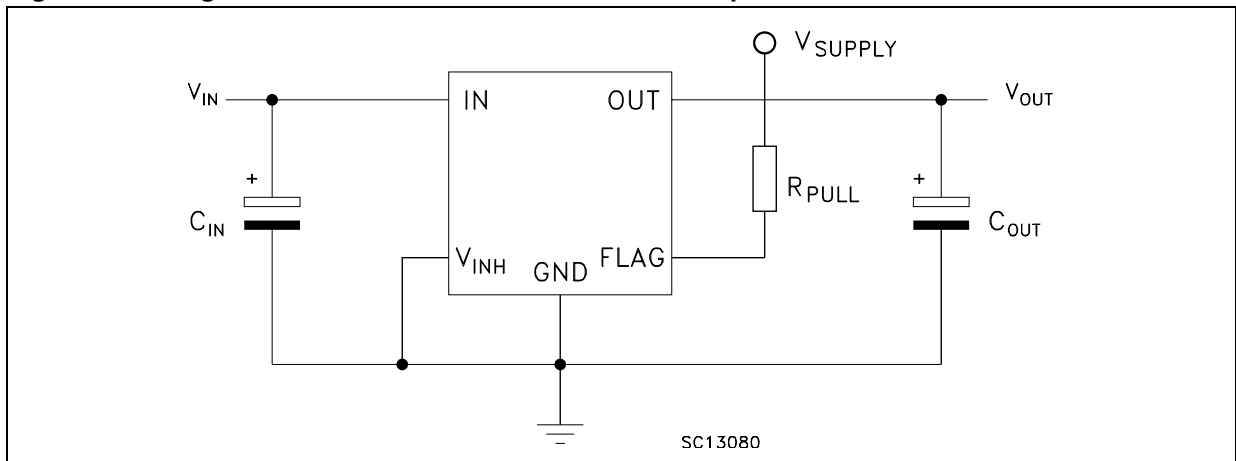 V_SUPPLY
V_IN
IN
OUT
V_OUT
+
R_PULL
+
C_IN
C_OUT
V_INH
GND
FLAG
SC13080